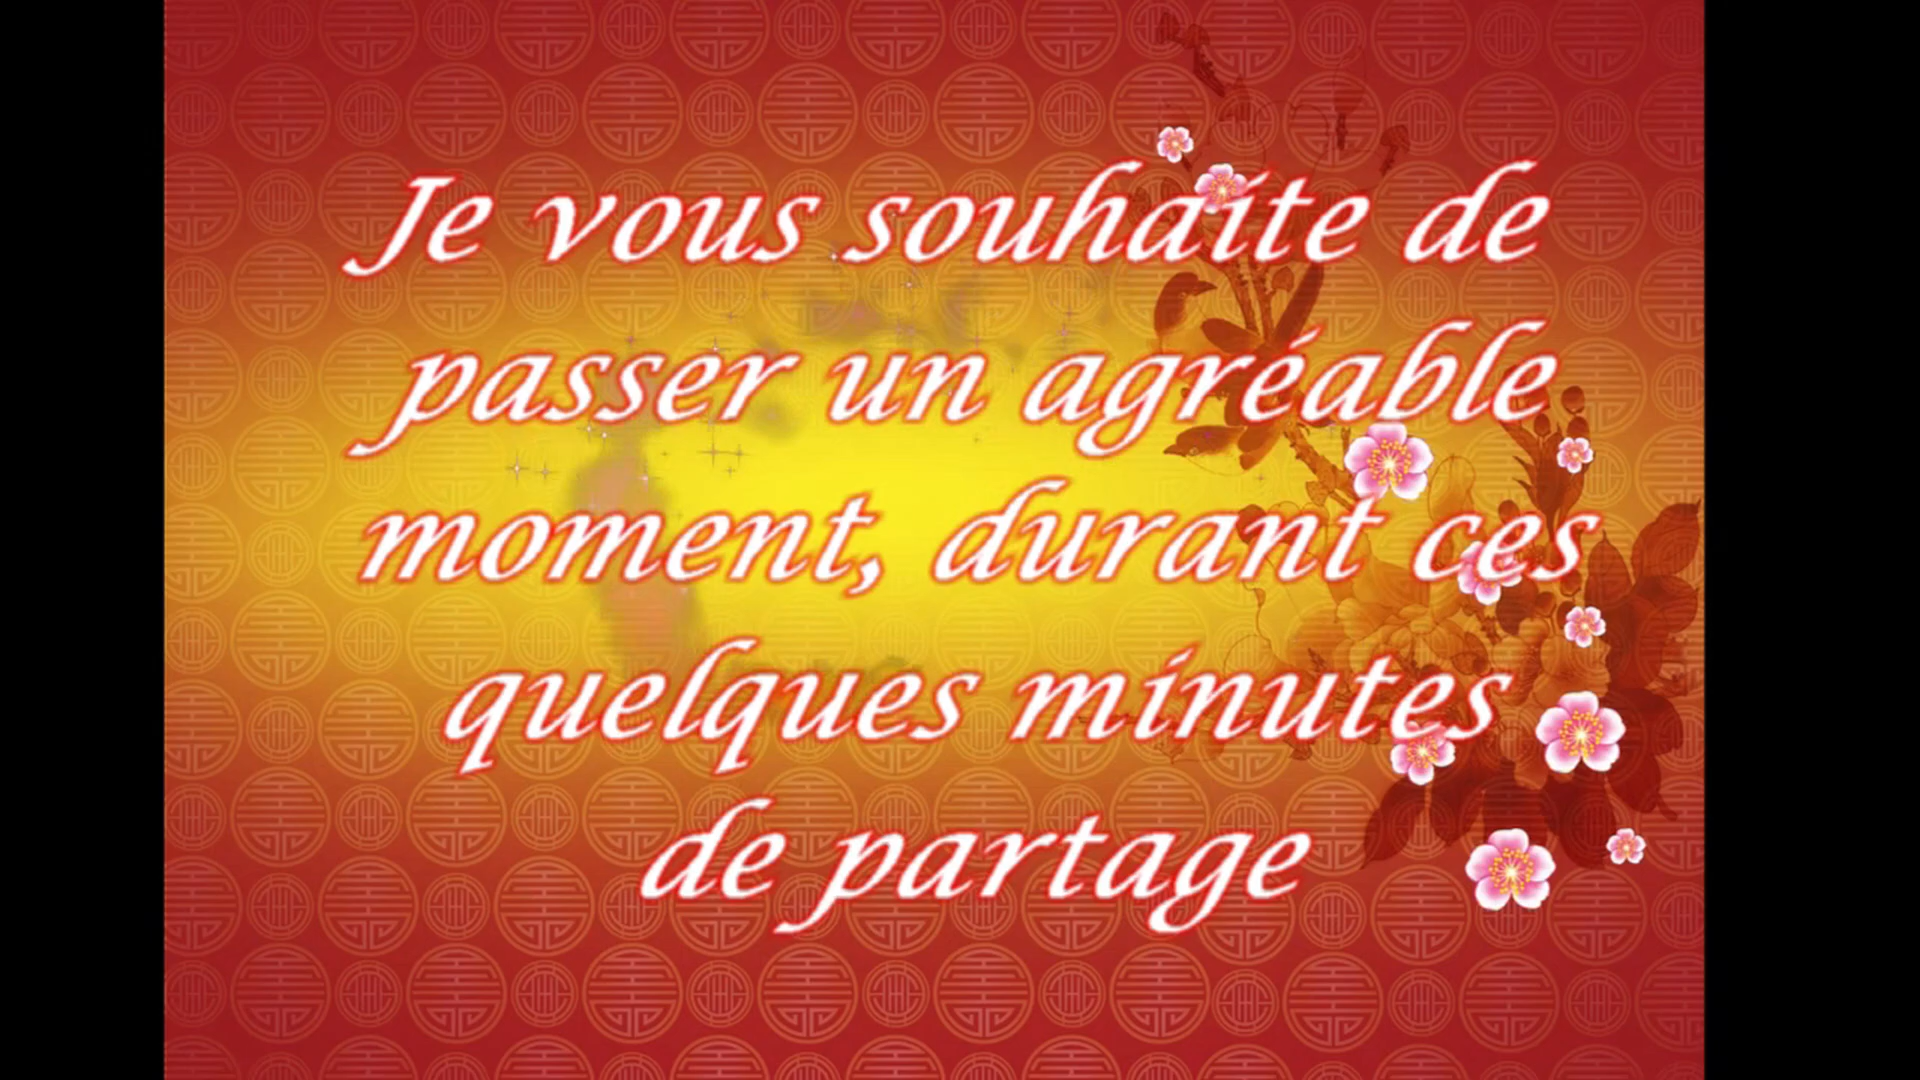 Je vous souhaite de
passer un agréable
moment, durant ces
quelques minutes
de partage